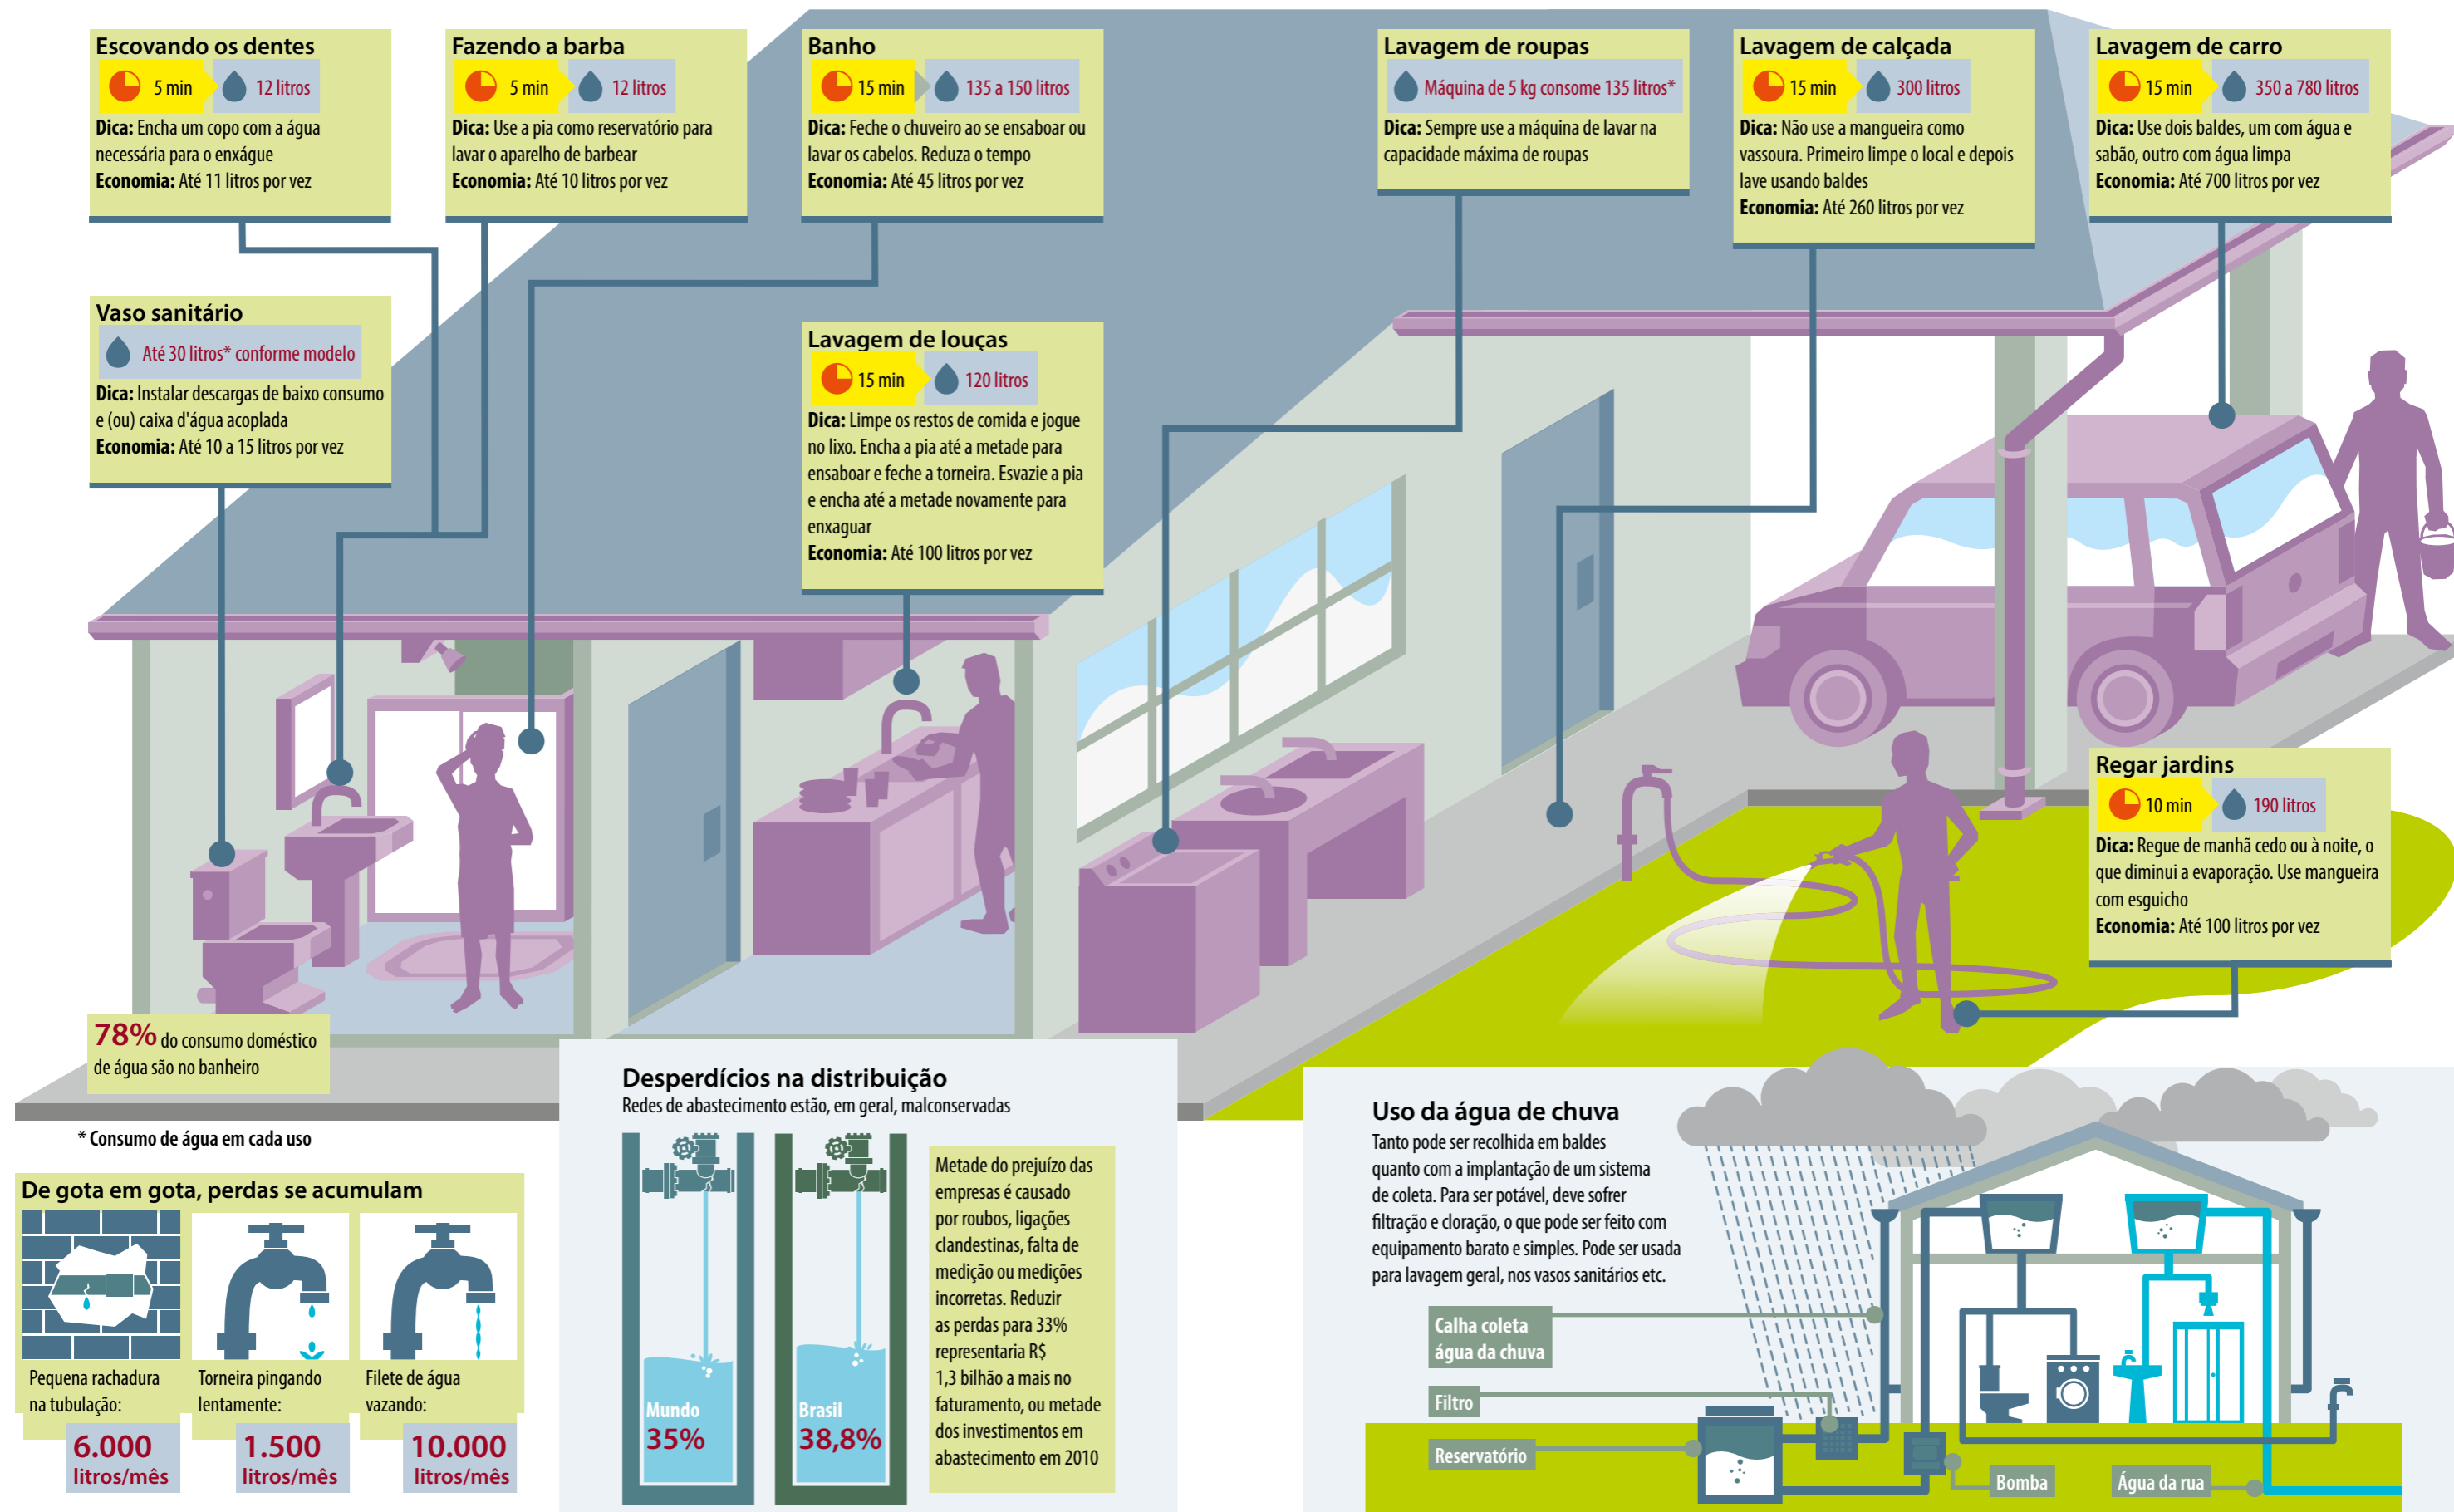 Escovando os dentes
5 min
12 litros
Dica: Encha um copo com a água
necessária para o enxágue
Economia: Até 11 litros por vez
Fazendo a barba
5 min
12 litros
Dica: Use a pia como reservatório para
lavar o aparelho de barbear
Economia: Até 10 litros por vez
Banho
15 min
135 a 150 litros
Dica: Feche o chuveiro ao se ensaboar ou
lavar os cabelos. Reduza o tempo
Economia: Até 45 litros por vez
Lavagem de roupas
Máquina de 5 kg consome 135 litros*
Dica: Sempre use a máquina de lavar na
capacidade máxima de roupas
Lavagem de calçada
15 min
300 litros
Dica: Não use a mangueira como
vassoura. Primeiro limpe o local e depois
lave usando baldes
Economia: Até 260 litros por vez
Lavagem de carro
15 min
350 a 780 litros
Dica: Use dois baldes, um com água e
sabão, outro com água limpa
Economia: Até 700 litros por vez
Vaso sanitário
Até 30 litros* conforme modelo
Dica: Instalar descargas de baixo consumo
e (ou) caixa d'água acoplada
Economia: Até 10 a 15 litros por vez
Lavagem de louças
15 min
120 litros
Dica: Limpe os restos de comida e jogue
no lixo. Encha a pia até a metade para
ensaboar e feche a torneira. Esvazie a pia
e encha até a metade novamente para
enxaguar
Economia: Até 100 litros por vez
Regar jardins
10 min
190 litros
Dica: Regue de manhã cedo ou à noite, o
que diminui a evaporação. Use mangueira
com esguicho
Economia: Até 100 litros por vez
78% do consumo doméstico
de água são no banheiro
* Consumo de água em cada uso
De gota em gota, perdas se acumulam
Pequena rachadura
na tubulação:
6.000
litros/mês
Torneira pingando
lentamente:
1.500
litros/mês
Filete de água
vazando:
10.000
litros/mês
Desperdícios na distribuição
Redes de abastecimento estão, em geral, malconservadas
Mundo
35%
Brasil
38,8%
Metade do prejuízo das
empresas é causado
por roubos, ligações
clandestinas, falta de
medição ou medições
incorretas. Reduzir
as perdas para 33%
representaria R$
1,3 bilhão a mais no
faturamento, ou metade
dos investimentos em
abastecimento em 2010
Uso da água de chuva
Tanto pode ser recolhida em baldes
quanto com a implantação de um sistema
de coleta. Para ser potável, deve sofrer
filtração e cloração, o que pode ser feito com
equipamento barato e simples. Pode ser usada
para lavagem geral, nos vasos sanitários etc.
Calha coleta
água da chuva
Filtro
Reservatório
Bomba
Água da rua